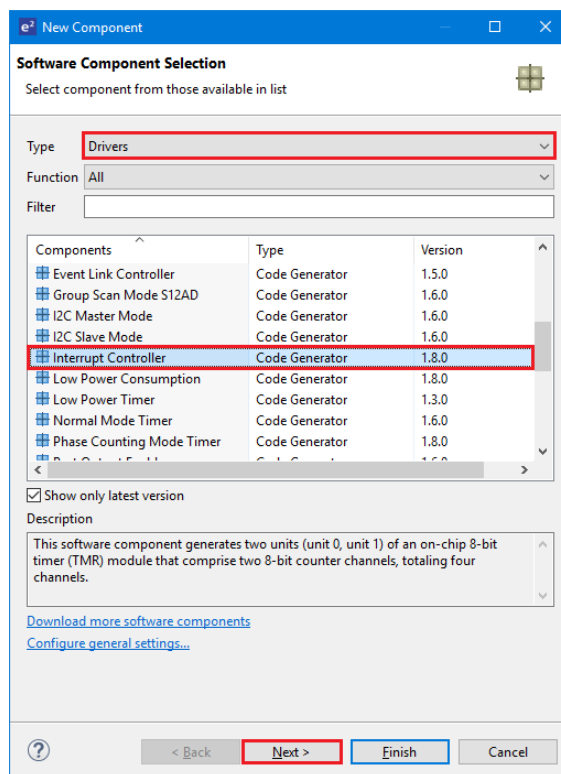 e² New Component
Software Component Selection
Select component from those available in list
Type Drivers
Function All
Filter
Components Type Version
Event Link Controller Code Generator 1.5.0
Group Scan Mode S12AD Code Generator 1.6.0
I2C Master Mode Code Generator 1.6.0
I2C Slave Mode Code Generator 1.6.0
Interrupt Controller Code Generator 1.8.0
Low Power Consumption Code Generator 1.8.0
Low Power Timer Code Generator 1.3.0
Normal Mode Timer Code Generator 1.6.0
Phase Counting Mode Timer Code Generator 1.8.0
Show only latest version
Description
This software component generates two units (unit 0, unit 1) of an on-chip 8-bit
timer (TMR) module that comprise two 8-bit counter channels, totaling four
channels.
Download more software components
Configure general settings...
? < Back Next > Finish Cancel